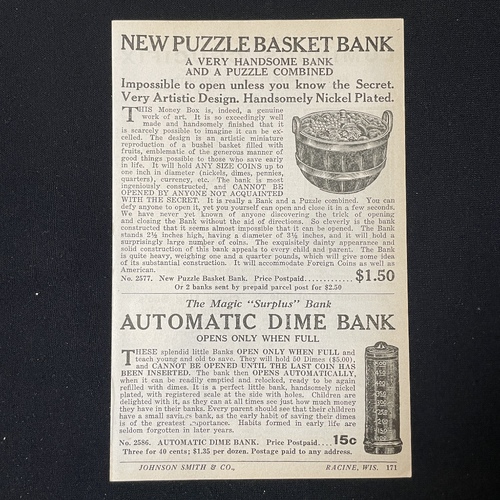 NEW PUZZLE BASKET BANK
A VERY HANDSOME BANK
AND A PUZZLE COMBINED
Impossible to open unless you know the Secret.
Very Artistic Design. Handsomely Nickel Plated.
THIS Money Box is, indeed, a genuine
work of art. It is so exceedingly well
made and handsomely finished that it
is scarcely possible to imagine it can be ex-
celled. The design is an artistic miniature
reproduction of a bushel basket filled with
fruits, emblematic of the generous manner of
good things possible to those who save early
in life. It will hold ANY SIZE COINS up to
one inch in diameter (nickels, dimes, pennies,
quarters), currency, etc. The bank is most
ingeniously constructed, and CANNOT BE
OPENED BY ANYONE NOT ACQUAINTED
WITH THE SECRET. It is really a Bank and a Puzzle combined. You can
defy anyone to open it, yet you yourself can open and close it in a few seconds.
We have never yet known of anyone discovering the trick of opening
and closing the Bank without the aid of directions. So cleverly is the bank
constructed that it seems almost impossible that it can be opened. The Bank
stands 2⅝ inches high, having a diameter of 3½ inches, and it will hold a
surprisingly large number of coins. The exquisitely dainty appearance and
solid construction of this bank appeals to every child and parent. The Bank
is quite heavy, weighing one and a quarter pounds, which will give some idea
of its substantial construction. It will accommodate Foreign Coins as well as
American.
No. 2577. New Puzzle Basket Bank. Price Postpaid............$1.50
Or 2 banks sent by prepaid parcel post for $2.50
The Magic "Surplus" Bank
AUTOMATIC DIME BANK
OPENS ONLY WHEN FULL
THESE splendid little Banks OPEN ONLY WHEN FULL and
teach young and old to save. They will hold 50 Dimes ($5.00),
and CANNOT BE OPENED UNTIL THE LAST COIN HAS
BEEN INSERTED. The bank then OPENS AUTOMATICALLY,
when it can be readily emptied and relocked, ready to be again
refilled with dimes. It is a perfect little bank, handsomely nickel
plated, with registered scale at the side with holes. Children are
delighted with it, as they can at all times see just how much money
they have in their banks. Every parent should see that their children
have a small savings bank, as the early habit of saving their dimes
is of the greatest importance. Habits formed in early life are
seldom forgotten in later years.
No. 2586. AUTOMATIC DIME BANK. Price Postpaid....15c
Three for 40 cents; $1.35 per dozen. Postage paid to any address.
JOHNSON SMITH & CO., RACINE, WIS. 171